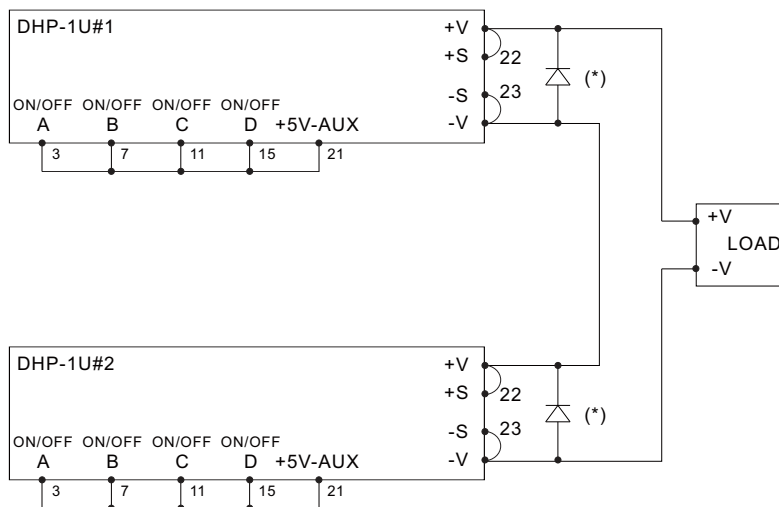 DHP-1U#1
+V
+S 22 (*)
-S 23
-V
ON/OFF ON/OFF ON/OFF ON/OFF
A B C D +5V-AUX
3 7 11 15 21
+V
LOAD
-V
DHP-1U#2
+V
+S 22
-S 23 (*)
-V
ON/OFF ON/OFF ON/OFF ON/OFF
A B C D +5V-AUX
3 7 11 15 21